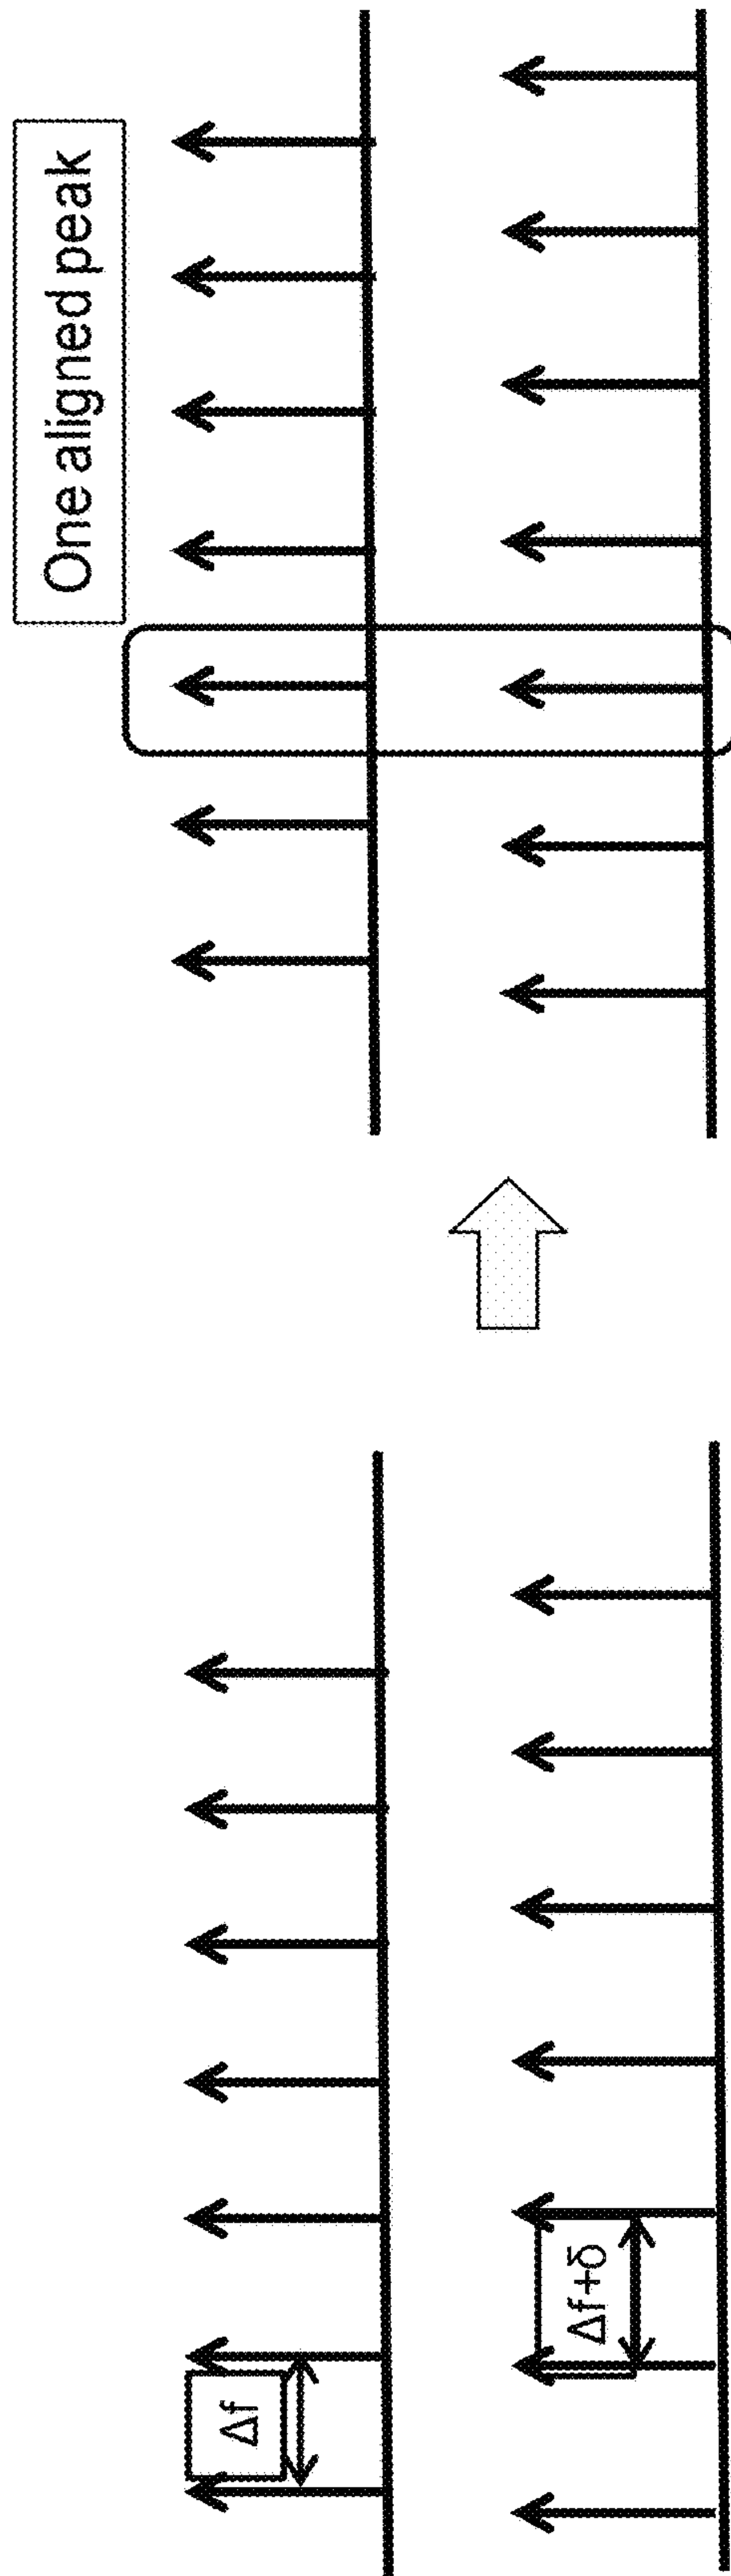 Δf
Δf+δ
One aligned peak